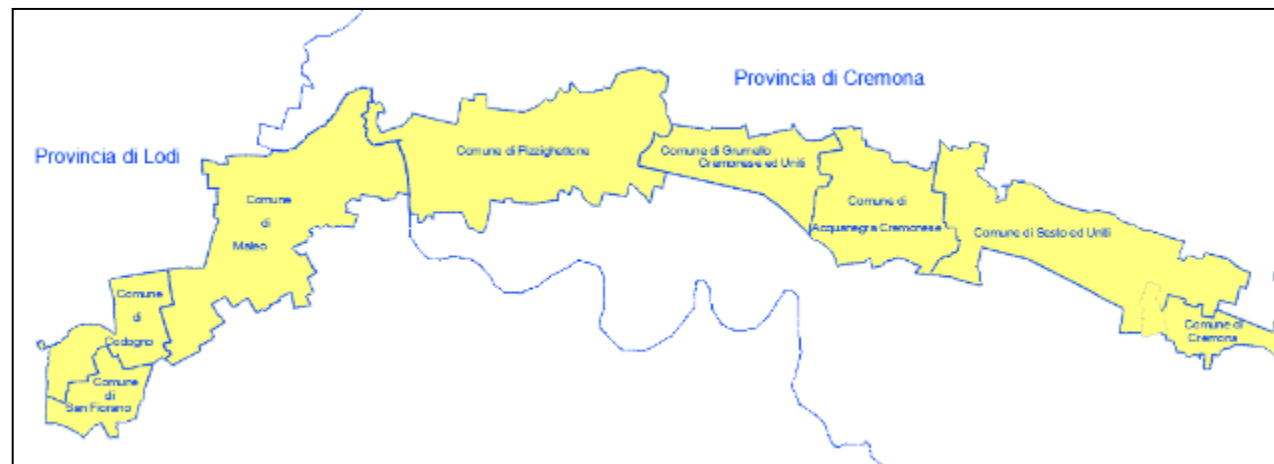 Provincia di Cremona
Provincia di Lodi
Comune di Pizzighettone
Comune di Grumello
Cremonese ed Uniti
Comune
di
Maleo
Comune di
Acquanegra Cremonese
Comune di Sesto ed Uniti
Comune
di
Codogno
Comune di
Cremona
Comune
di
San Fiorano